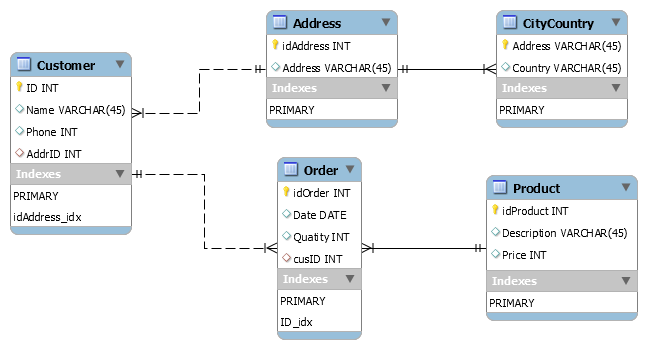 Customer
ID INT
Name VARCHAR(45)
Phone INT
AddrID INT
Indexes
PRIMARY
idAddress_idx
Address
idAddress INT
Address VARCHAR(45)
Indexes
PRIMARY
CityCountry
Address VARCHAR(45)
Country VARCHAR(45)
Indexes
PRIMARY
Order
idOrder INT
Date DATE
Quatity INT
cusID INT
Indexes
PRIMARY
ID_idx
Product
idProduct INT
Description VARCHAR(45)
Price INT
Indexes
PRIMARY